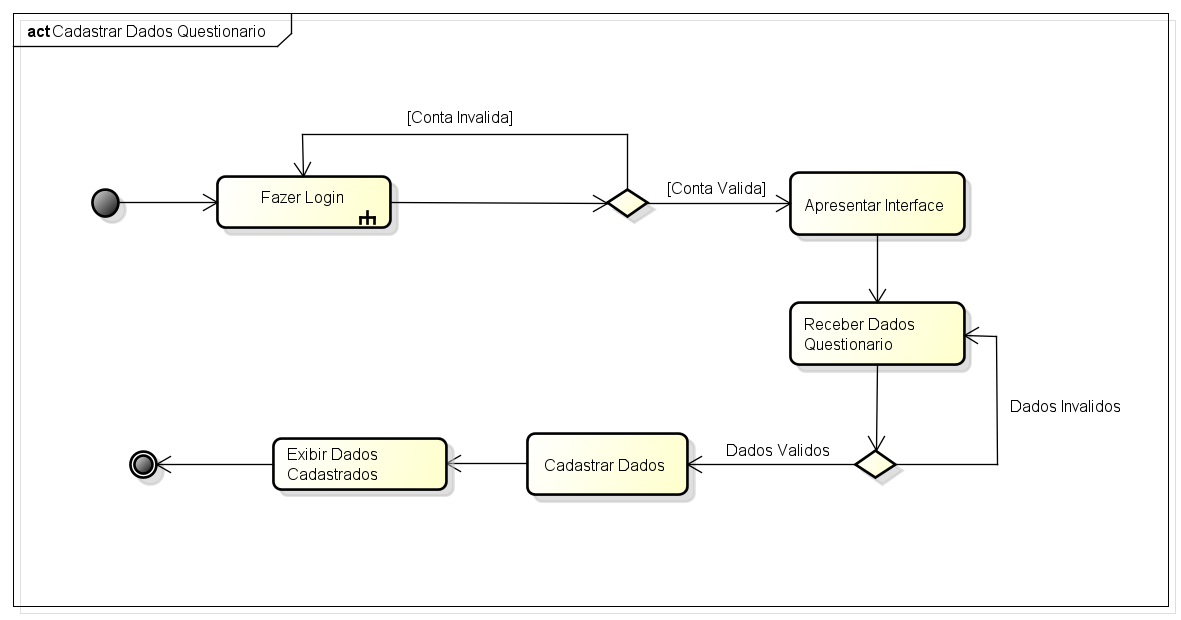 act Cadastrar Dados Questionario
[Conta Invalida]
Fazer Login
[Conta Valida]
Apresentar Interface
Receber Dados
Questionario
Dados Invalidos
Dados Validos
Cadastrar Dados
Exibir Dados
Cadastrados